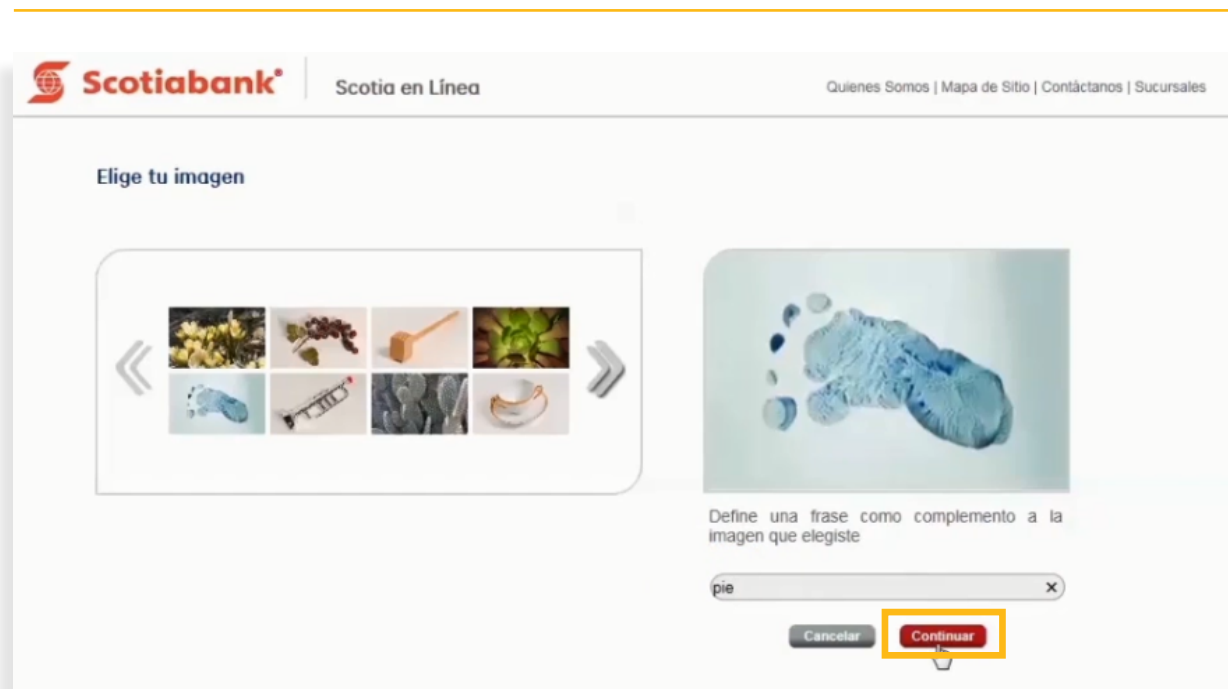 Scotiabank
Scotia en Línea
Quienes Somos | Mapa de Sitio | Contáctanos | Sucursales
Elige tu imagen
Define una frase como complemento a la
imagen que elegiste
pie
Cancelar
Continuar